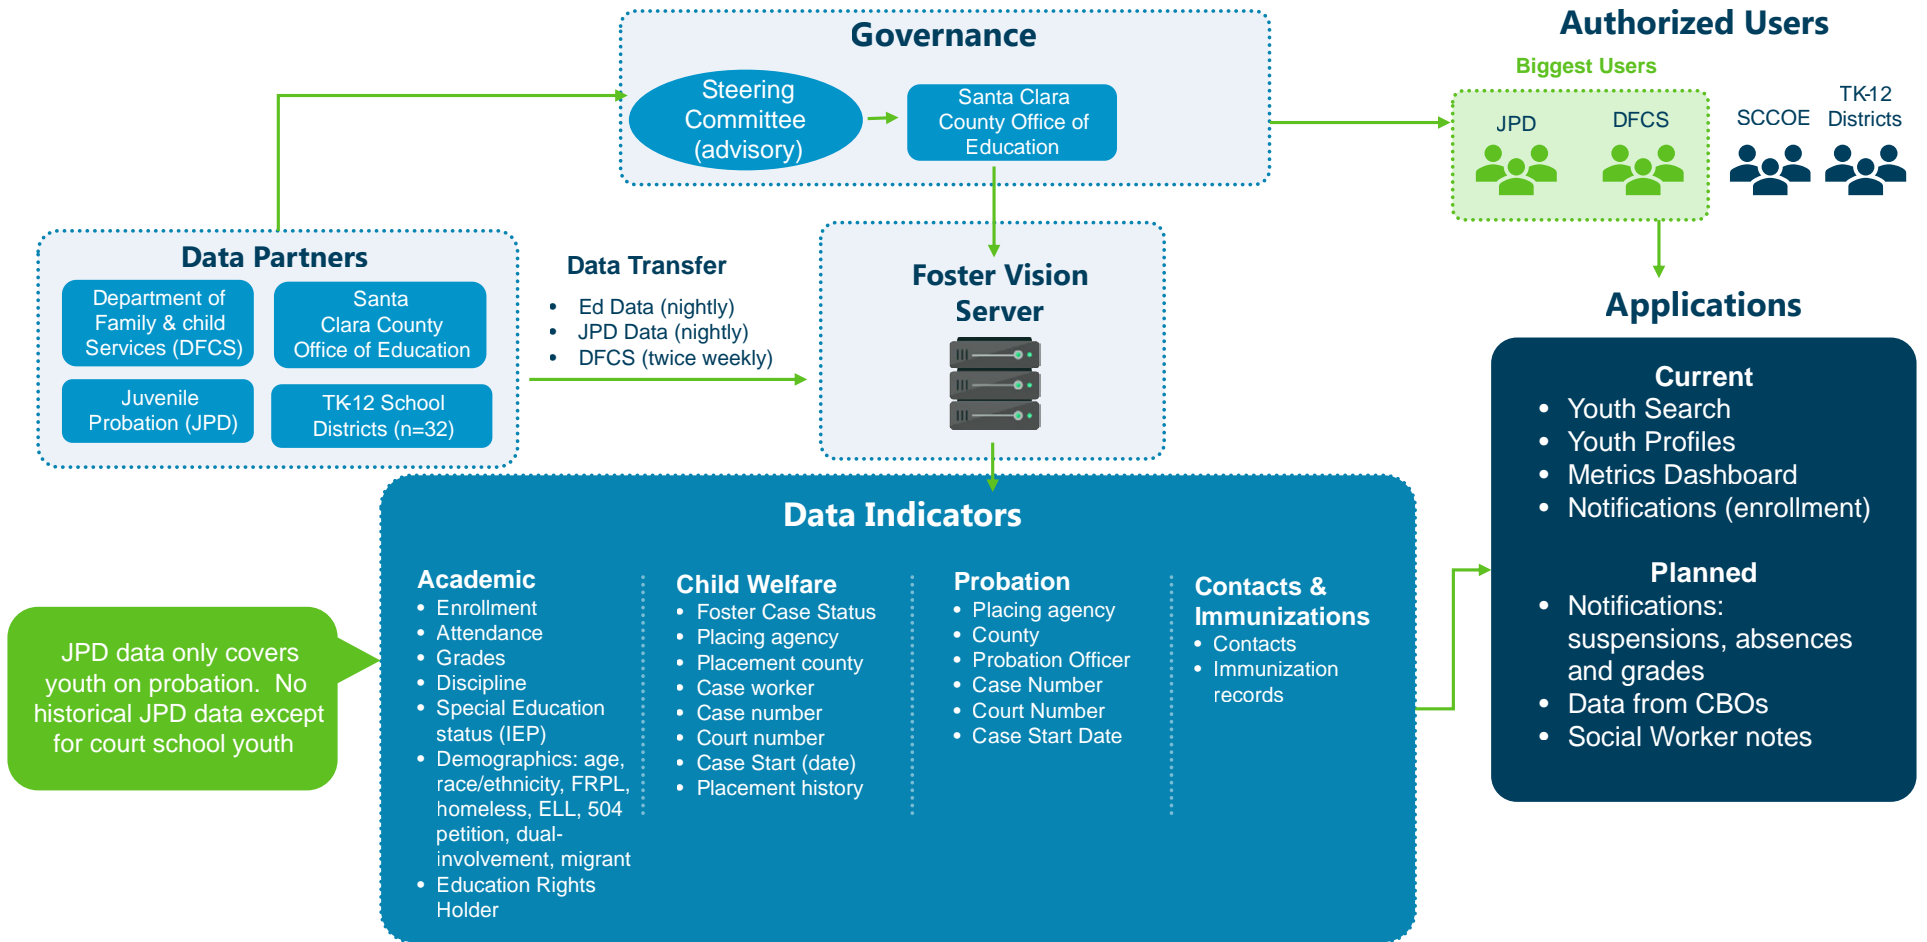 Governance
Steering
Committee
(advisory)
Santa Clara
County Office of
Education
Authorized Users
Biggest Users
JPD
DFCS
SCCOE
TK-12
Districts
Data Partners
Department of
Family & child
Services (DFCS)
Santa
Clara County
Office of Education
Juvenile
Probation (JPD)
TK-12 School
Districts (n=32)
Data Transfer
• Ed Data (nightly)
• JPD Data (nightly)
• DFCS (twice weekly)
Foster Vision
Server
Applications
Current
• Youth Search
• Youth Profiles
• Metrics Dashboard
• Notifications (enrollment)
Planned
• Notifications:
suspensions, absences
and grades
• Data from CBOs
• Social Worker notes
Data Indicators
Academic
• Enrollment
• Attendance
• Grades
• Discipline
• Special Education
status (IEP)
• Demographics: age,
race/ethnicity, FRPL,
homeless, ELL, 504
petition, dual-
involvement, migrant
• Education Rights
Holder
Child Welfare
• Foster Case Status
• Placing agency
• Placement county
• Case worker
• Case number
• Court number
• Case Start (date)
• Placement history
Probation
• Placing agency
• County
• Probation Officer
• Case Number
• Court Number
• Case Start Date
Contacts &
Immunizations
• Contacts
• Immunization
records
JPD data only covers
youth on probation. No
historical JPD data except
for court school youth